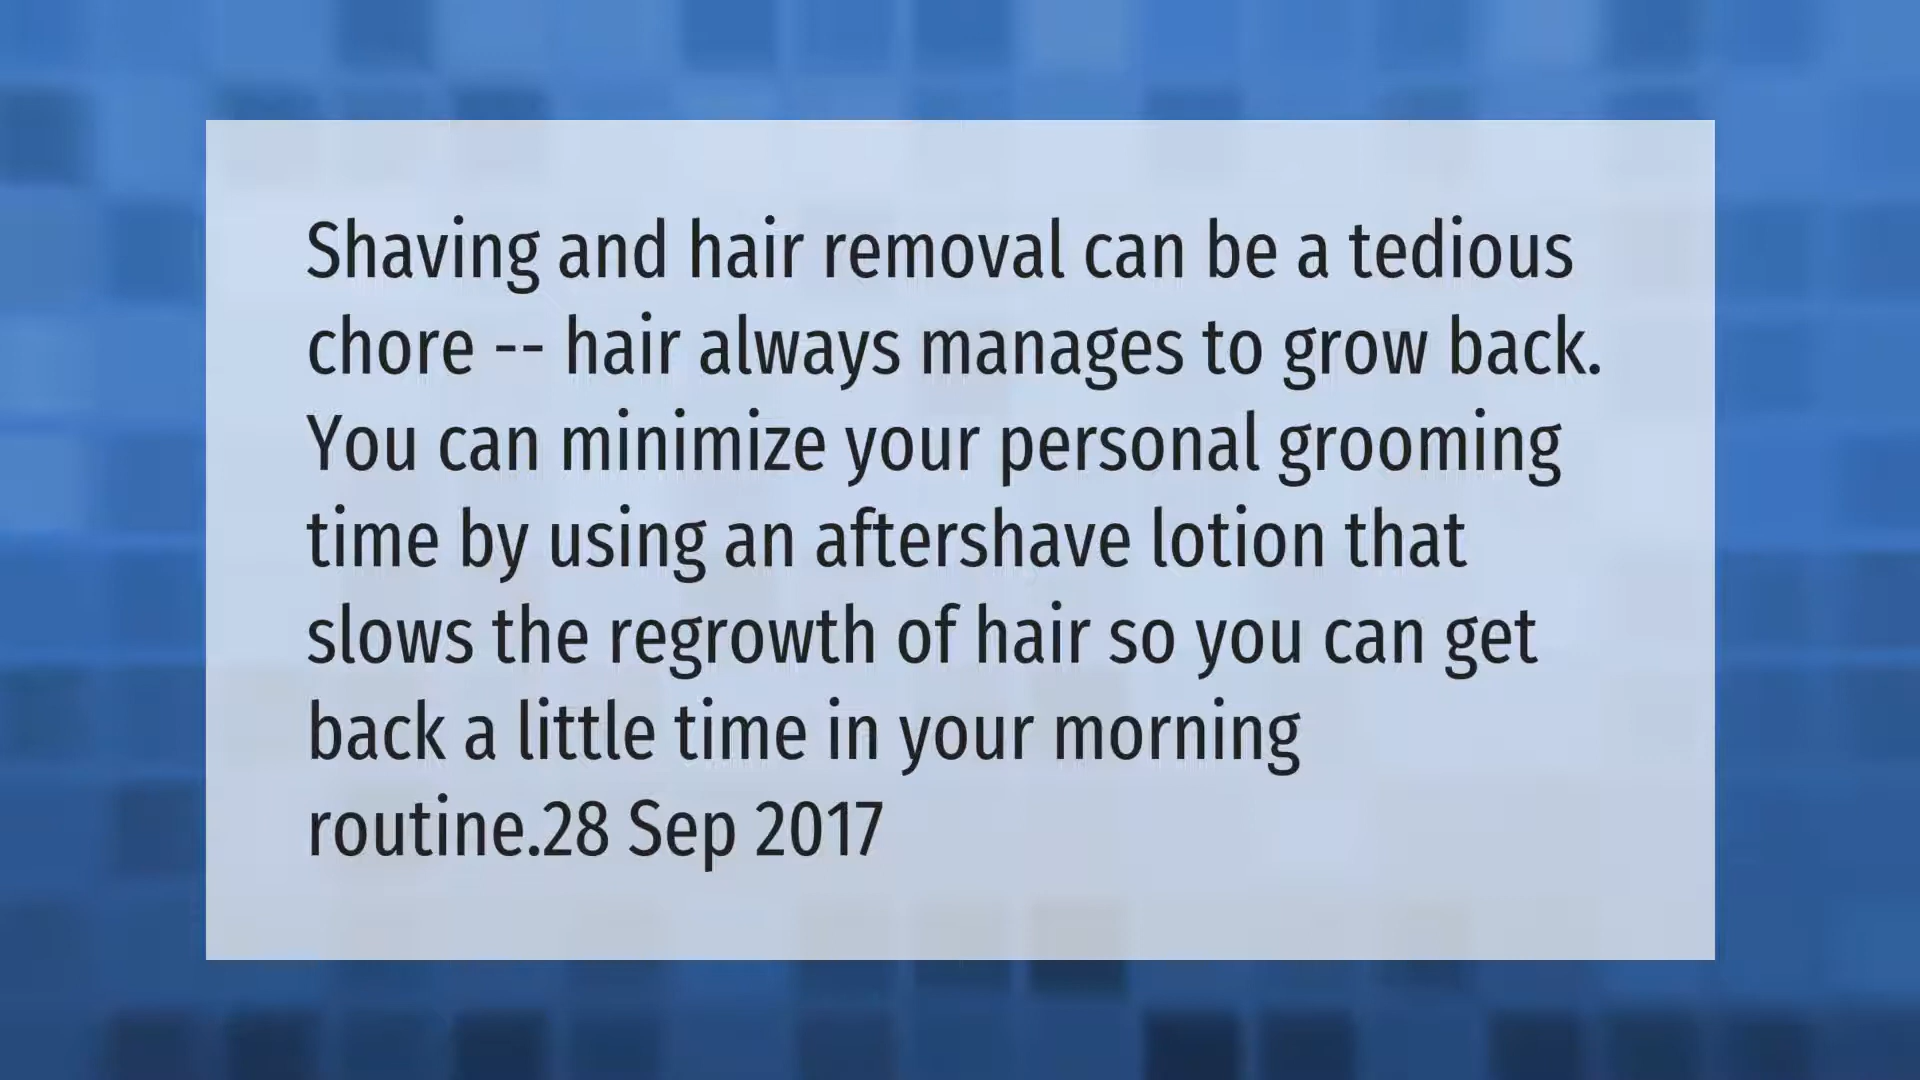 Shaving and hair removal can be a tedious
chore -- hair always manages to grow back.
You can minimize your personal grooming
time by using an aftershave lotion that
slows the regrowth of hair so you can get
back a little time in your morning
routine.28 Sep 2017